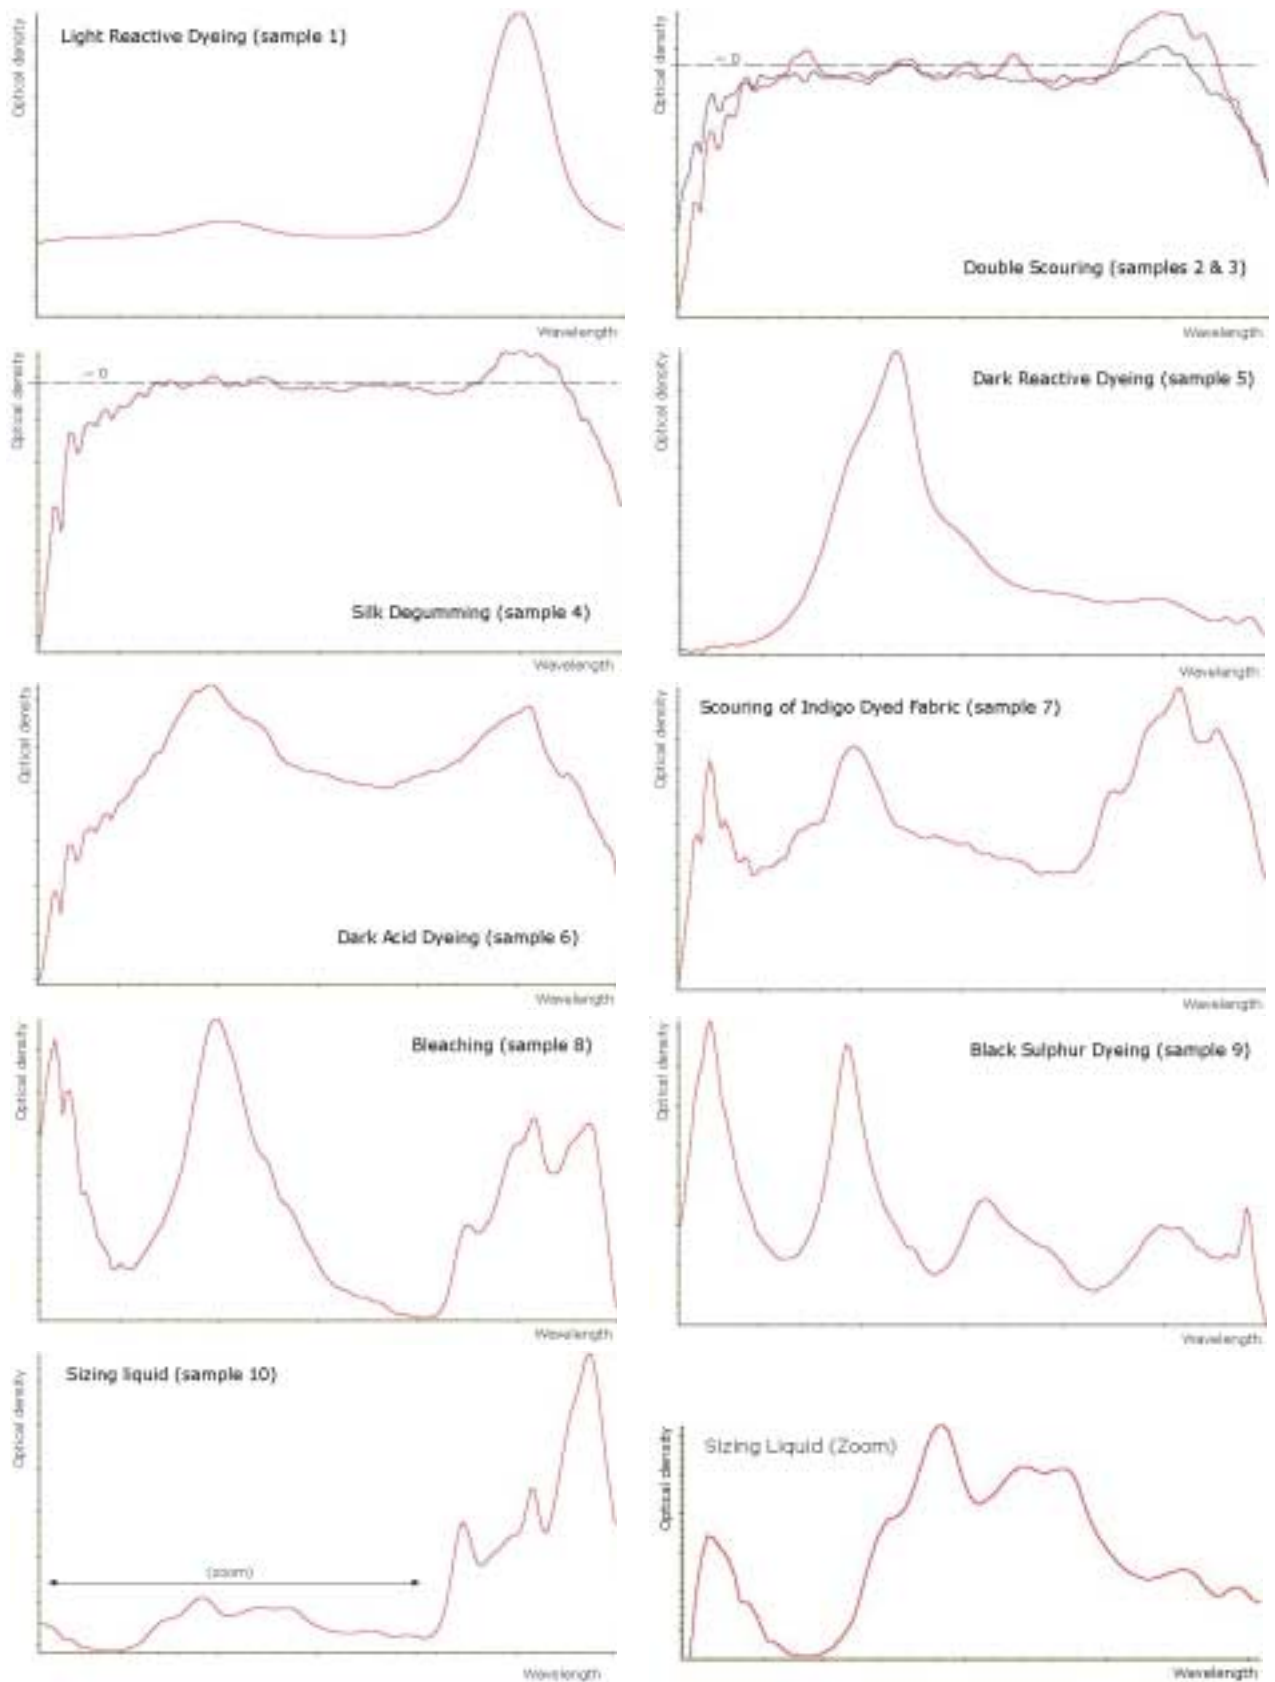 Light Reactive Dyeing (sample 1)
Optical density
Wavelength
~ 0
Optical density
Double Scouring (samples 2 & 3)
Wavelength
~ 0
Optical density
Silk Degumming (sample 4)
Wavelength
Dark Reactive Dyeing (sample 5)
Optical density
Wavelength
Optical density
Dark Acid Dyeing (sample 6)
Wavelength
Scouring of Indigo Dyed Fabric (sample 7)
Optical density
Wavelength
Bleaching (sample 8)
Optical density
Wavelength
Black Sulphur Dyeing (sample 9)
Optical density
Wavelength
Sizing liquid (sample 10)
Optical density
(zoom)
Wavelength
Sizing Liquid (Zoom)
Optical density
Wavelength